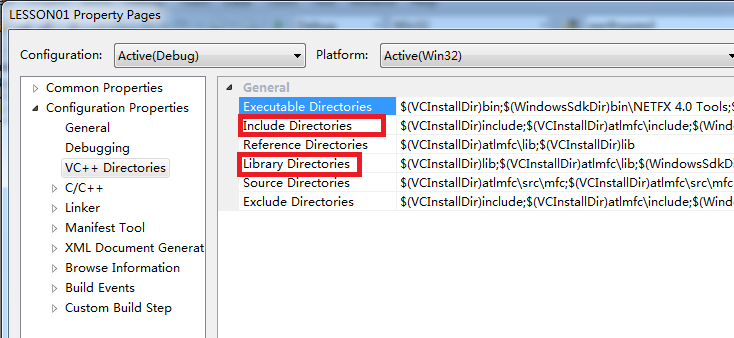 LESSON01 Property Pages
Configuration: Active(Debug) Platform: Active(Win32)
Common Properties
Configuration Properties
General
Debugging
VC++ Directories
C/C++
Linker
Manifest Tool
XML Document Generat
Browse Information
Build Events
Custom Build Step
General
Executable Directories $(VCInstallDir)bin;$(WindowsSdkDir)bin\NETFX 4.0 Tools;S
Include Directories $(VCInstallDir)include;$(VCInstallDir)atlmfc\include;$(Wind
Reference Directories $(VCInstallDir)atlmfc\lib;$(VCInstallDir)lib
Library Directories $(VCInstallDir)lib;$(VCInstallDir)atlmfc\lib;$(WindowsSdkD
Source Directories $(VCInstallDir)atlmfc\src\mfc;$(VCInstallDir)atlmfc\src\mfc
Exclude Directories $(VCInstallDir)include;$(VCInstallDir)atlmfc\include;$(Wind